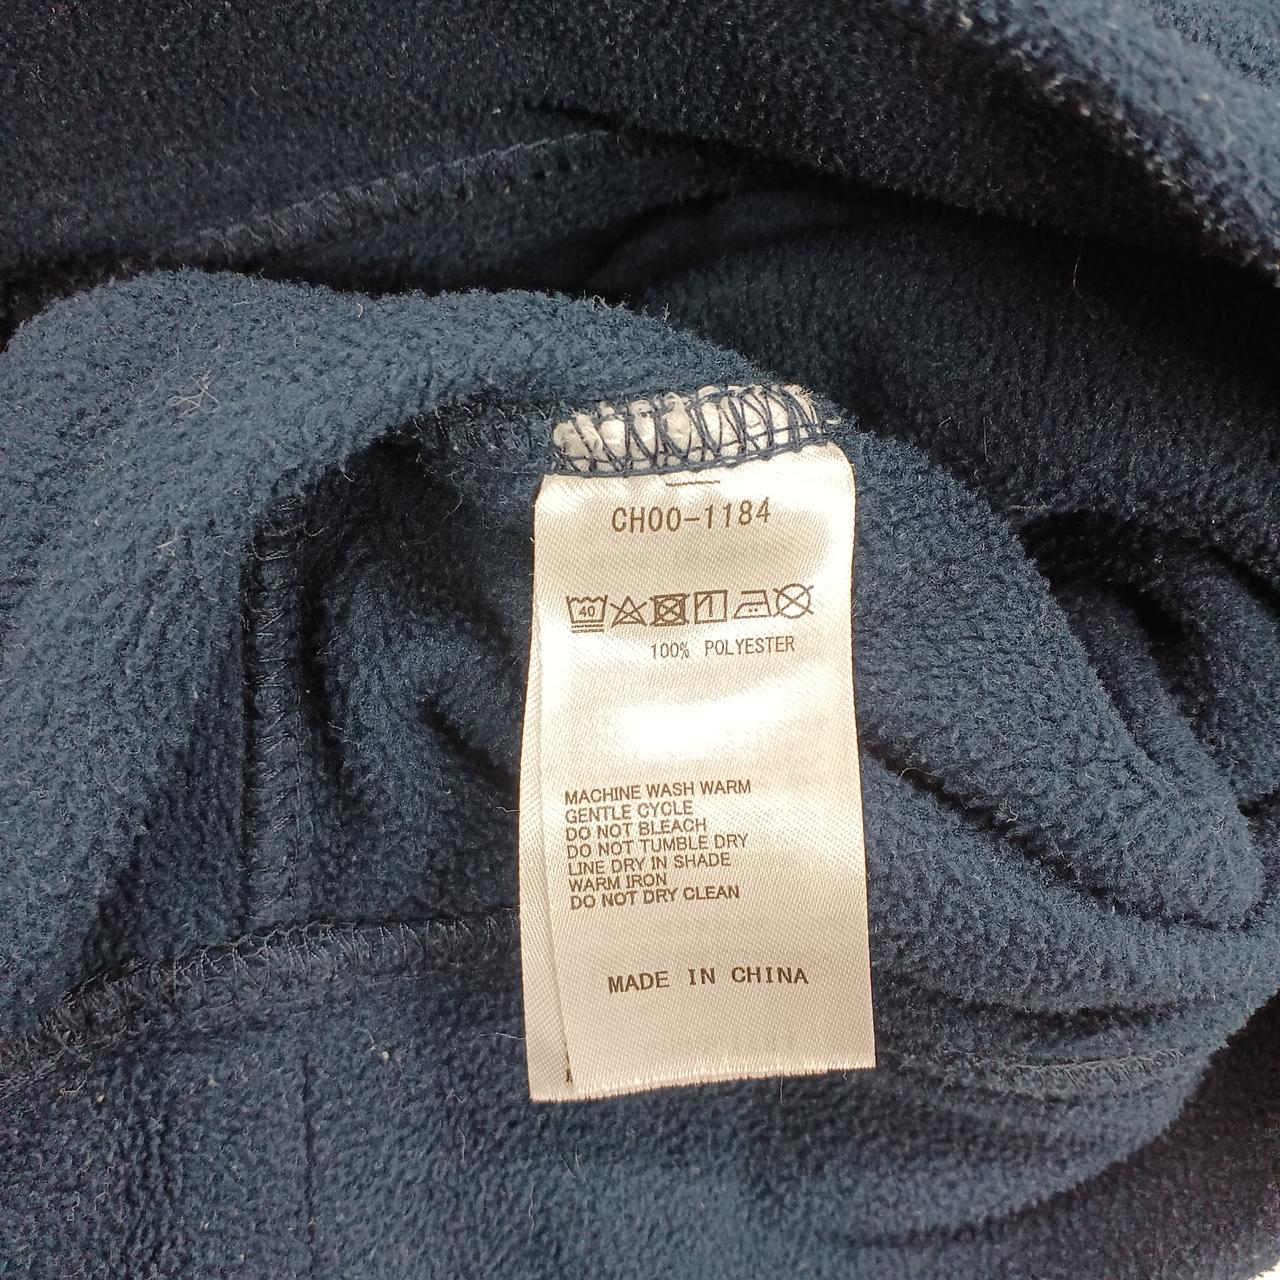 CH00-1184
40
100% POLYESTER
MACHINE WASH WARM
GENTLE CYCLE
DO NOT BLEACH
DO NOT TUMBLE DRY
LINE DRY IN SHADE
WARM IRON
DO NOT DRY CLEAN
MADE IN CHINA